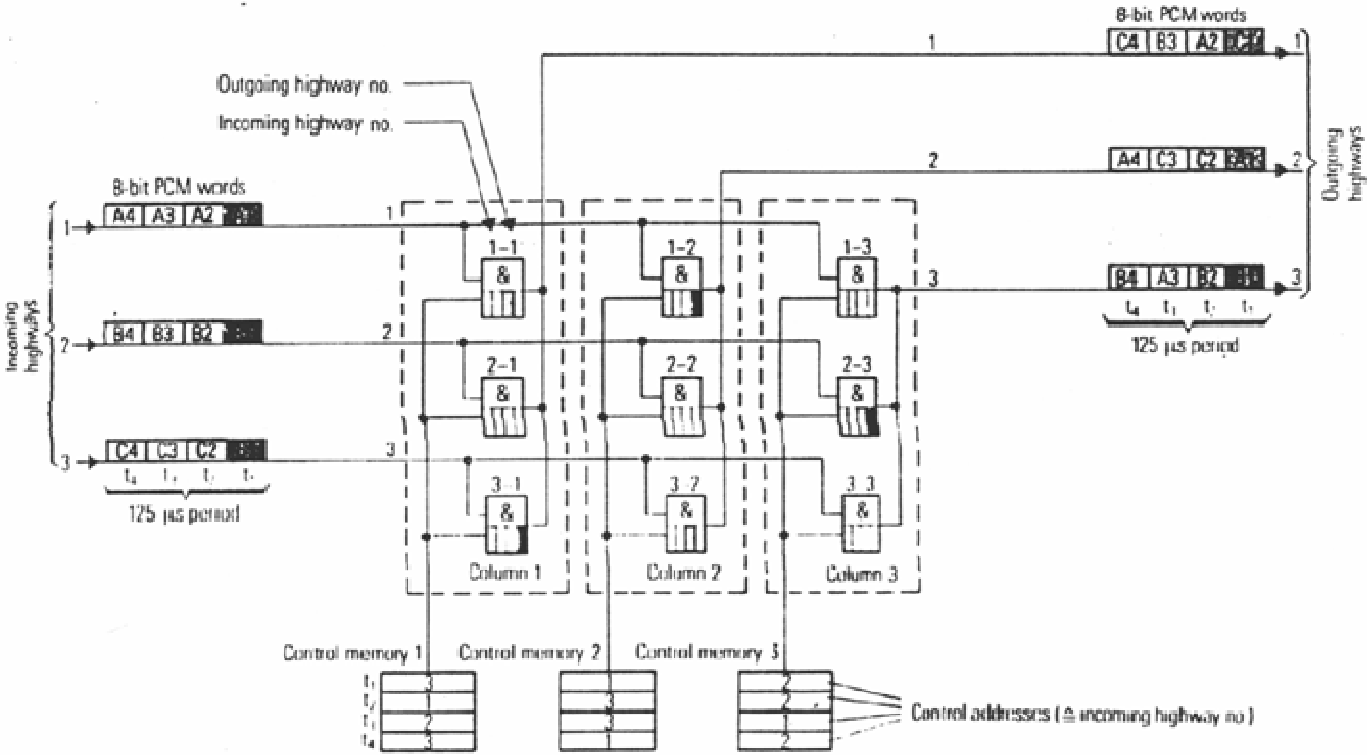 8-bit PCM words
C4 B3 A2
1
1
Outgoing highway no.
Incoming highway no.
2
A4 C3 C2
2
Outgoing highways
8-bit PCM words
A4 A3 A2
1
1
1-1
&
1-2
&
1-3
&
3
B4 A3 B2
3
125 µs period
Incoming highways
B4 B3 B2
2
2
2-1
&
2-2
&
2-3
&
C4 C3 C2
3
3
125 µs period
3-1
&
3-2
&
3-3
&
Column 1
Column 2
Column 3
Control memory 1
Control memory 2
Control memory 3
t₁ 3
t₂ 1
t₃ 2
t₄ 3
3
1
2
2
1
2
Control addresses (≙ incoming highway no)